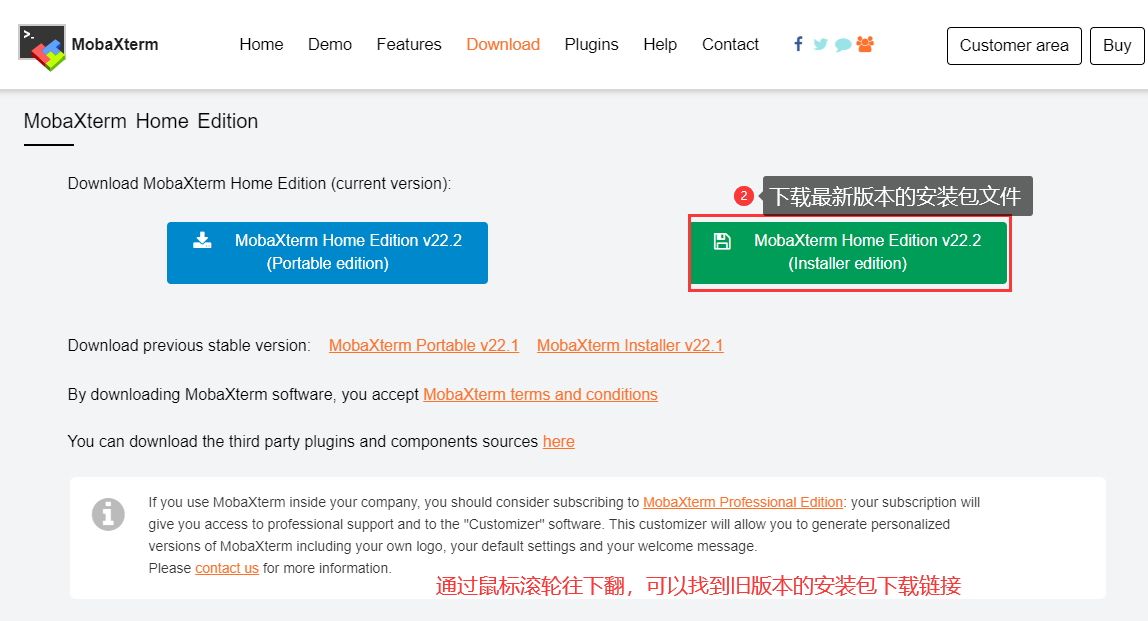 >_
MobaXterm
Home Demo Features Download Plugins Help Contact
Customer area Buy
MobaXterm Home Edition
Download MobaXterm Home Edition (current version):
2 下载最新版本的安装包文件
MobaXterm Home Edition v22.2
(Portable edition)
MobaXterm Home Edition v22.2
(Installer edition)
Download previous stable version: MobaXterm Portable v22.1 MobaXterm Installer v22.1
By downloading MobaXterm software, you accept MobaXterm terms and conditions
You can download the third party plugins and components sources here
If you use MobaXterm inside your company, you should consider subscribing to MobaXterm Professional Edition: your subscription will
give you access to professional support and to the "Customizer" software. This customizer will allow you to generate personalized
versions of MobaXterm including your own logo, your default settings and your welcome message.
Please contact us for more information.
通过鼠标滚轮往下翻，可以找到旧版本的安装包下载链接